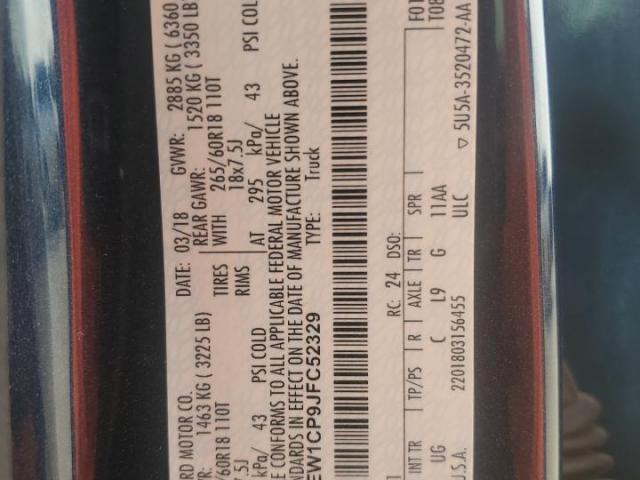 RD MOTOR CO.
DATE: 03/18 GVWR: 2885 KG ( 6360
1463 KG ( 3225 LB) REAR GAWR: 1520 KG ( 3350 LB
60R18 110T TIRES WITH 265/60R18 110T
.5J RIMS 18x7.5J
kPa/ 43 PSI COLD AT 295 kPa/ 43 PSI COLD
E CONFORMS TO ALL APPLICABLE FEDERAL MOTOR VEHICLE
NDARDS IN EFFECT ON THE DATE OF MANUFACTURE SHOWN ABOVE.
EW1CP9JFC52329 TYPE: Truck
RC: 24 DSO: F01
T08
INT TR TP/PS R AXLE TR SPR
UG C L9 G 11AA
U.S.A. 2201803156455 ULC ▽ 5U5A-3520472-AA